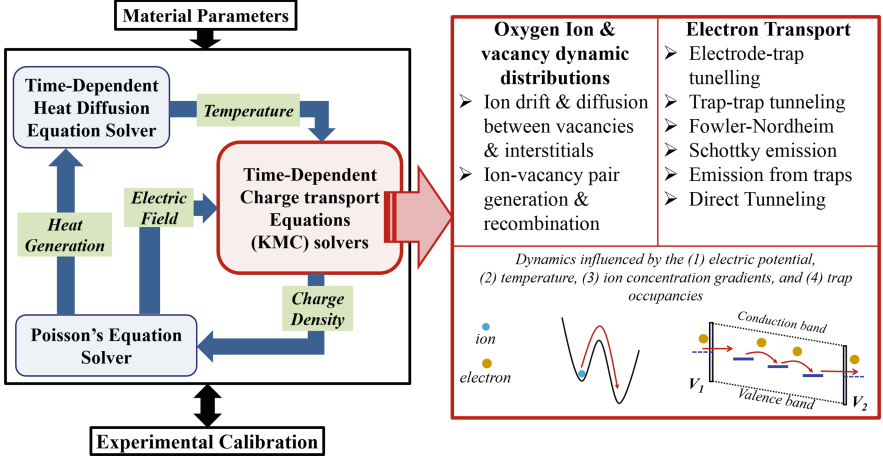 Material Parameters
Time-Dependent
Heat Diffusion
Equation Solver
Temperature
Time-Dependent
Charge transport
Equations
(KMC) solvers
Electric
Field
Heat
Generation
Charge
Density
Poisson's Equation
Solver
Experimental Calibration
Oxygen Ion &
vacancy dynamic
distributions
➤ Ion drift & diffusion
between vacancies
& interstitials
➤ Ion-vacancy pair
generation &
recombination
Electron Transport
➤ Electrode-trap
tunelling
➤ Trap-trap tunneling
➤ Fowler-Nordheim
➤ Schottky emission
➤ Emission from traps
➤ Direct Tunneling
Dynamics influenced by the (1) electric potential,
(2) temperature, (3) ion concentration gradients, and (4) trap
occupancies
ion
electron
Conduction band
V1
Valence band
V2